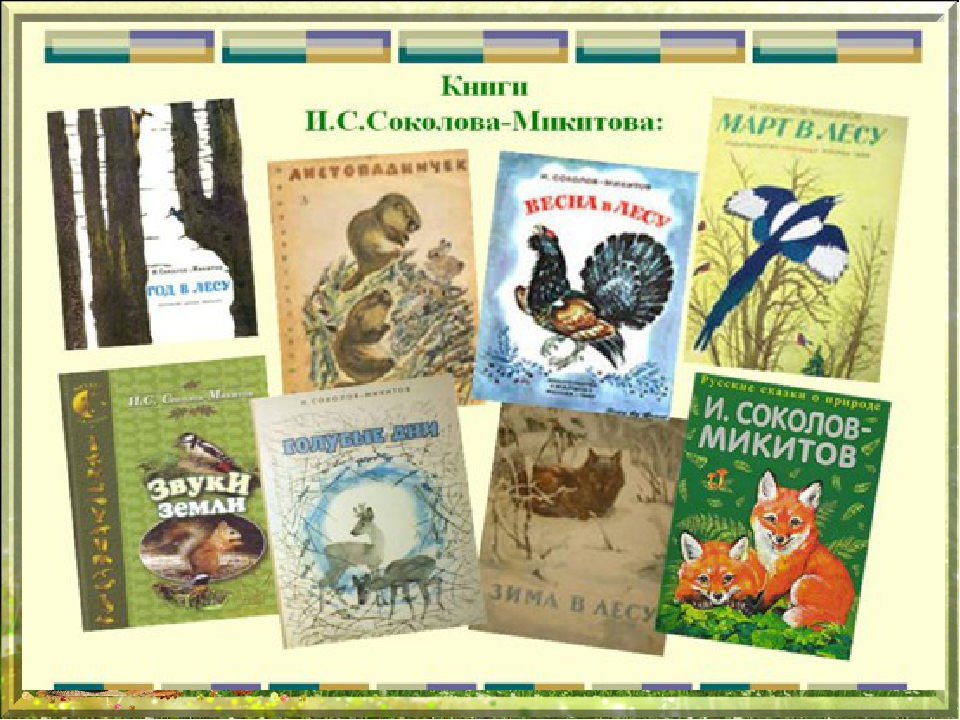 Книги
И.С.Соколова-Микитова:
И. Соколов-Микитов
ГОД В ЛЕСУ
ЛИСТОПАДНИЧЕК
И. СОКОЛОВ-МИКИТОВ
ВЕСНА В ЛЕСУ
И. СОКОЛОВ-МИКИТОВ
МАРТ В ЛЕСУ
И.С. Соколов-Микитов
ЗВУКИ
ЗЕМЛИ
И. СОКОЛОВ-МИКИТОВ
ГОЛУБЫЕ ДНИ
ЗИМА В ЛЕСУ
Русские сказки о природе
И. СОКОЛОВ-
МИКИТОВ